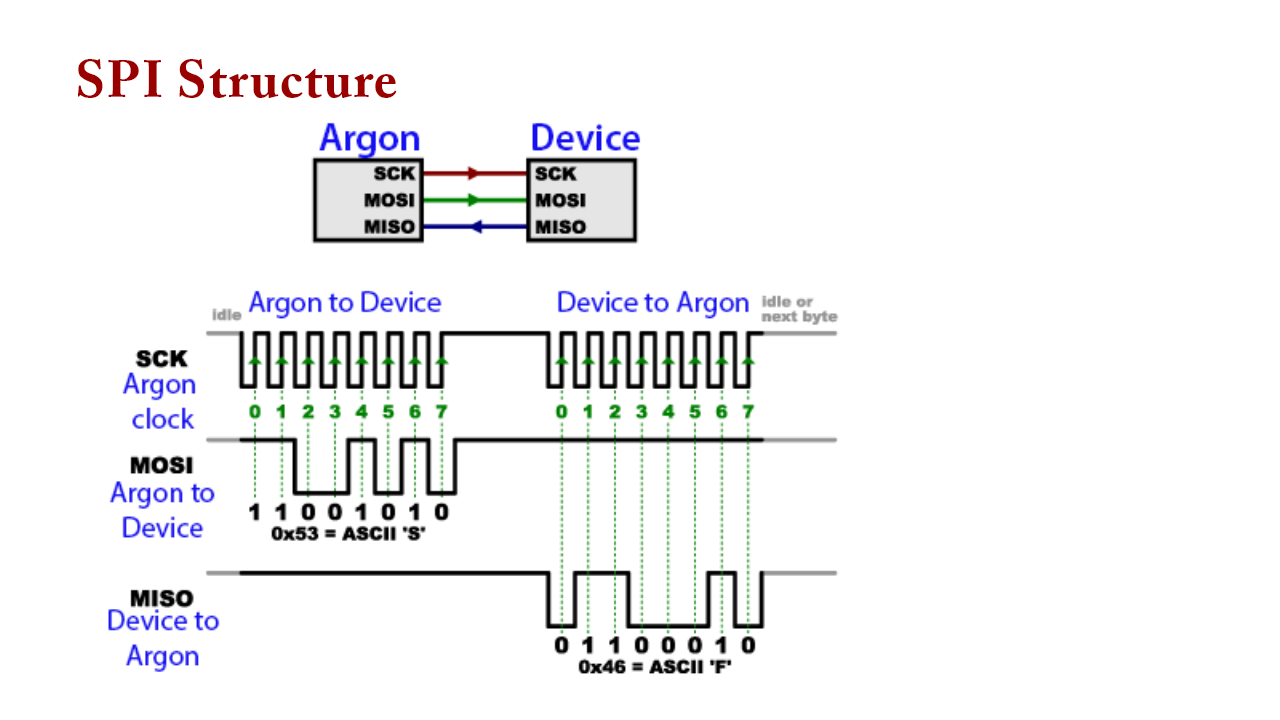 SPI Structure
Argon Device
SCK SCK
MOSI MOSI
MISO MISO
idle Argon to Device Device to Argon idle or
next byte
SCK
Argon
clock
0 1 2 3 4 5 6 7 0 1 2 3 4 5 6 7
MOSI
Argon to
Device
1 1 0 0 1 0 1 0
0x53 = ASCII 'S'
MISO
Device to
Argon
0 1 1 0 0 0 1 0
0x46 = ASCII 'F'